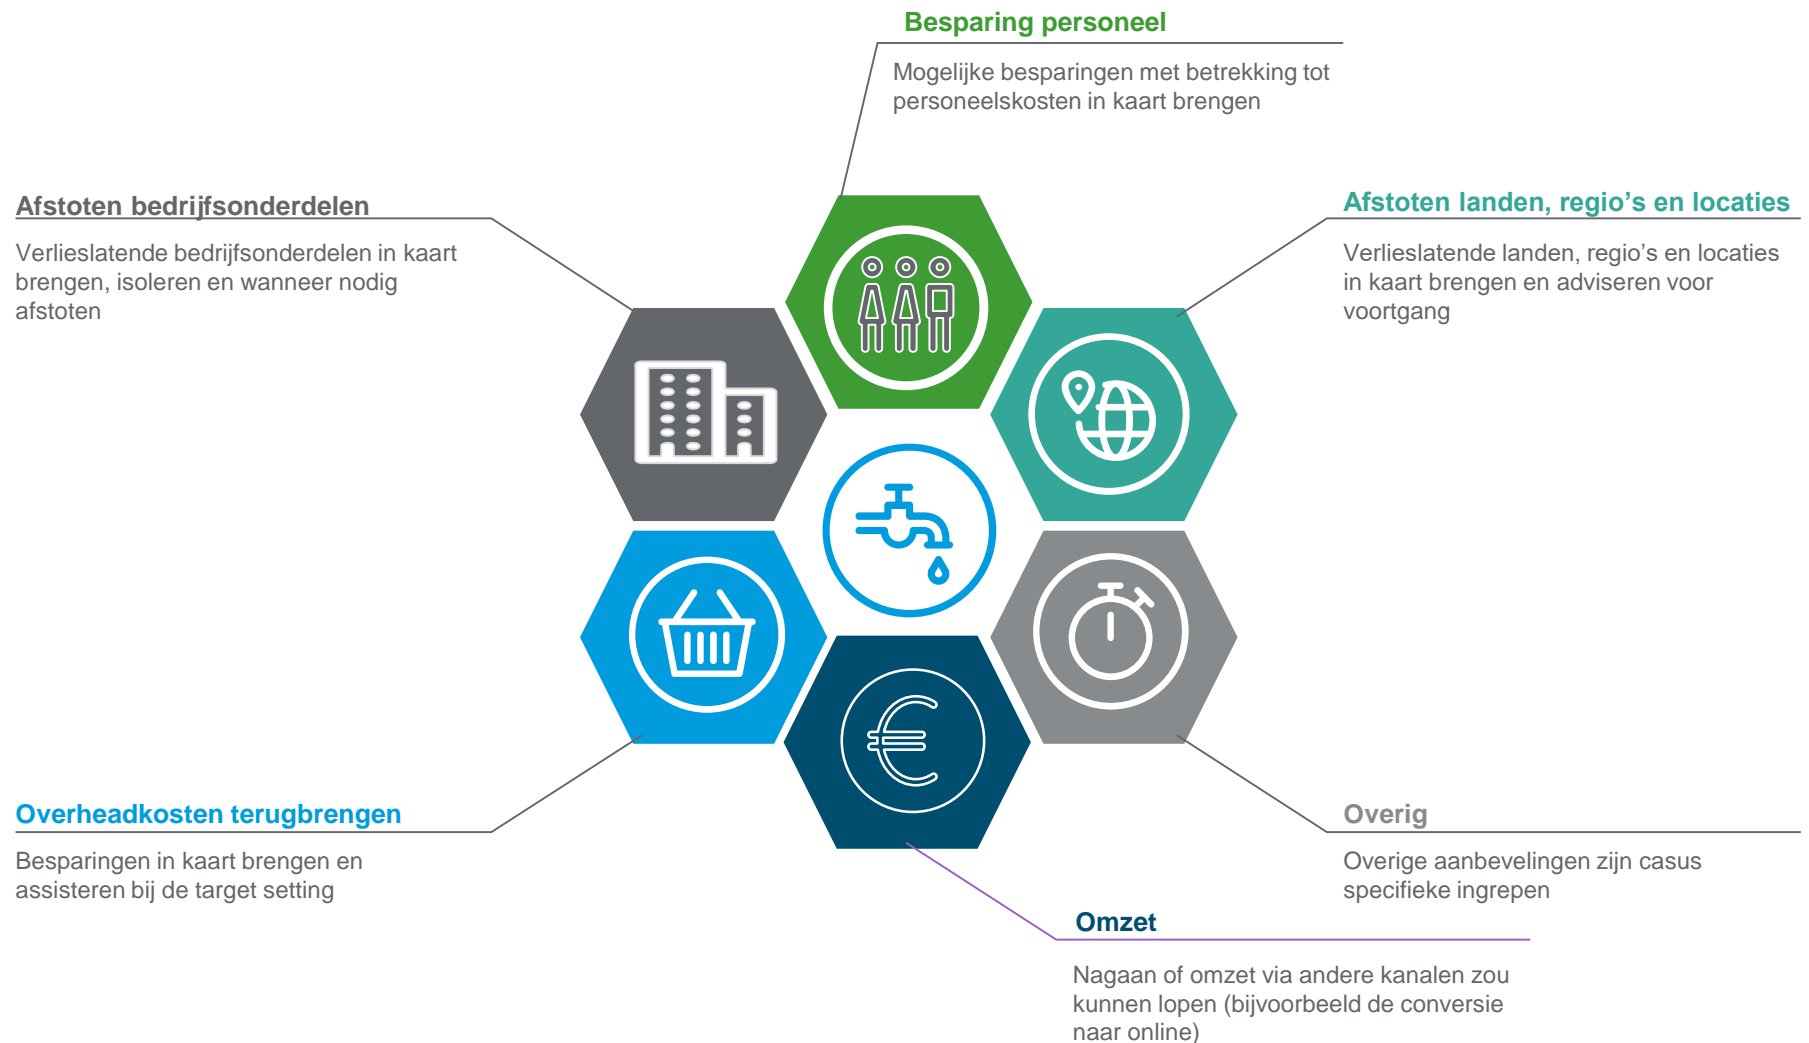 Besparing personeel
Mogelijke besparingen met betrekking tot
personeelskosten in kaart brengen
Afstoten bedrijfsonderdelen
Verlieslatende bedrijfsonderdelen in kaart
brengen, isoleren en wanneer nodig
afstoten
Afstoten landen, regio’s en locaties
Verlieslatende landen, regio’s en locaties
in kaart brengen en adviseren voor
voortgang
Overheadkosten terugbrengen
Besparingen in kaart brengen en
assisteren bij de target setting
Overig
Overige aanbevelingen zijn casus
specifieke ingrepen
Omzet
Nagaan of omzet via andere kanalen zou
kunnen lopen (bijvoorbeeld de conversie
naar online)